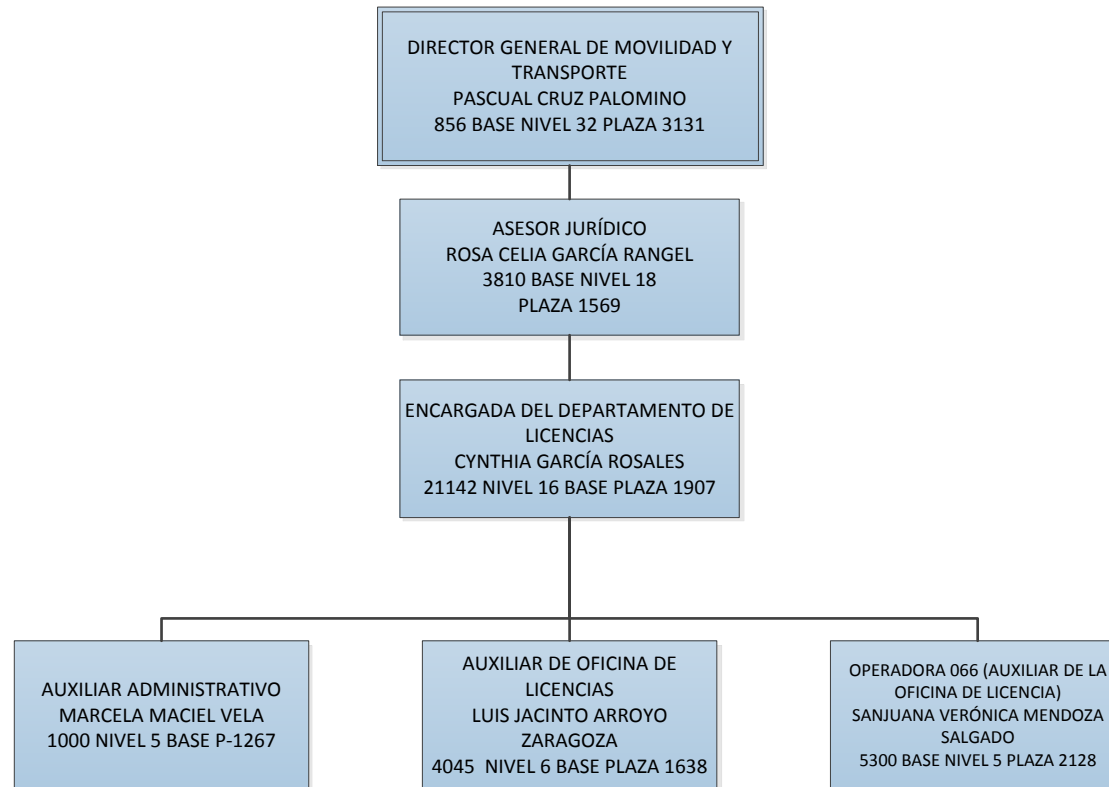 DIRECTOR GENERAL DE MOVILIDAD Y
TRANSPORTE
PASCUAL CRUZ PALOMINO
856 BASE NIVEL 32 PLAZA 3131
ASESOR JURÍDICO
ROSA CELIA GARCÍA RANGEL
3810 BASE NIVEL 18
PLAZA 1569
ENCARGADA DEL DEPARTAMENTO DE
LICENCIAS
CYNTHIA GARCÍA ROSALES
21142 NIVEL 16 BASE PLAZA 1907
AUXILIAR ADMINISTRATIVO
MARCELA MACIEL VELA
1000 NIVEL 5 BASE P-1267
AUXILIAR DE OFICINA DE
LICENCIAS
LUIS JACINTO ARROYO
ZARAGOZA
4045  NIVEL 6 BASE PLAZA 1638
OPERADORA 066 (AUXILIAR DE LA
OFICINA DE LICENCIA)
SANJUANA VERÓNICA MENDOZA
SALGADO
5300 BASE NIVEL 5 PLAZA 2128